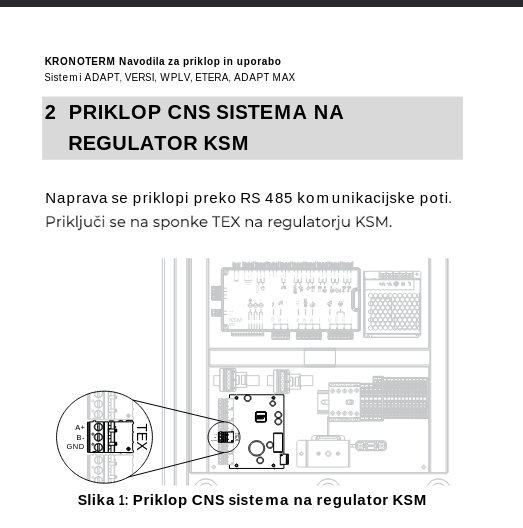 KRONOTERM Navodila za priklop in uporabo
Sistemi ADAPT, VERSI, WPLV, ETERA, ADAPT MAX
2 PRIKLOP CNS SISTEMA NA
REGULATOR KSM
Naprava se priklopi preko RS 485 komunikacijske poti.
Priključi se na sponke TEX na regulatorju KSM.
KSM
A+
B-
GND
TEX
Slika 1: Priklop CNS sistema na regulator KSM